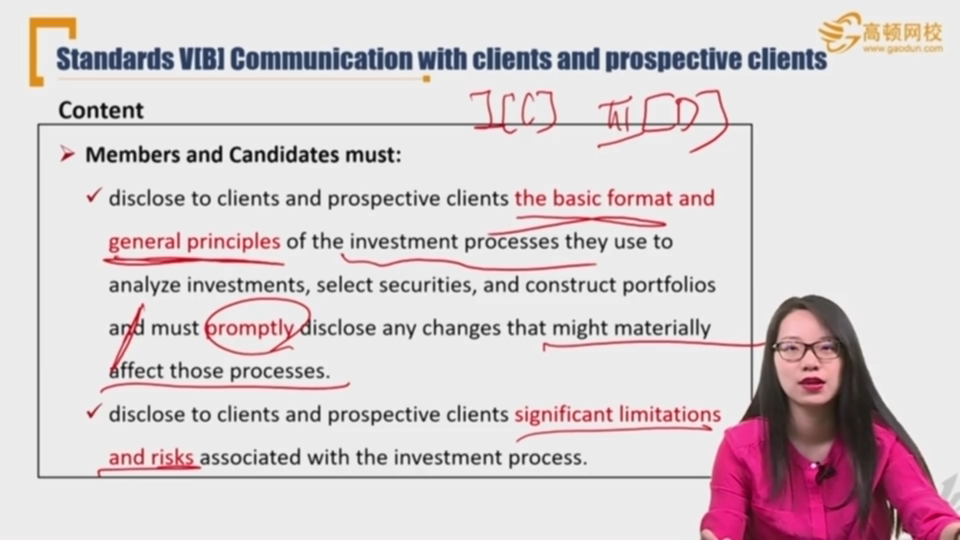 高顿网校
www.gaodun.com
Standards V[B] Communication with clients and prospective clients
Content
I[C] III[D]
➢ Members and Candidates must:
✓ disclose to clients and prospective clients the basic format and
general principles of the investment processes they use to
analyze investments, select securities, and construct portfolios
and must promptly disclose any changes that might materially
affect those processes.
✓ disclose to clients and prospective clients significant limitations
and risks associated with the investment process.